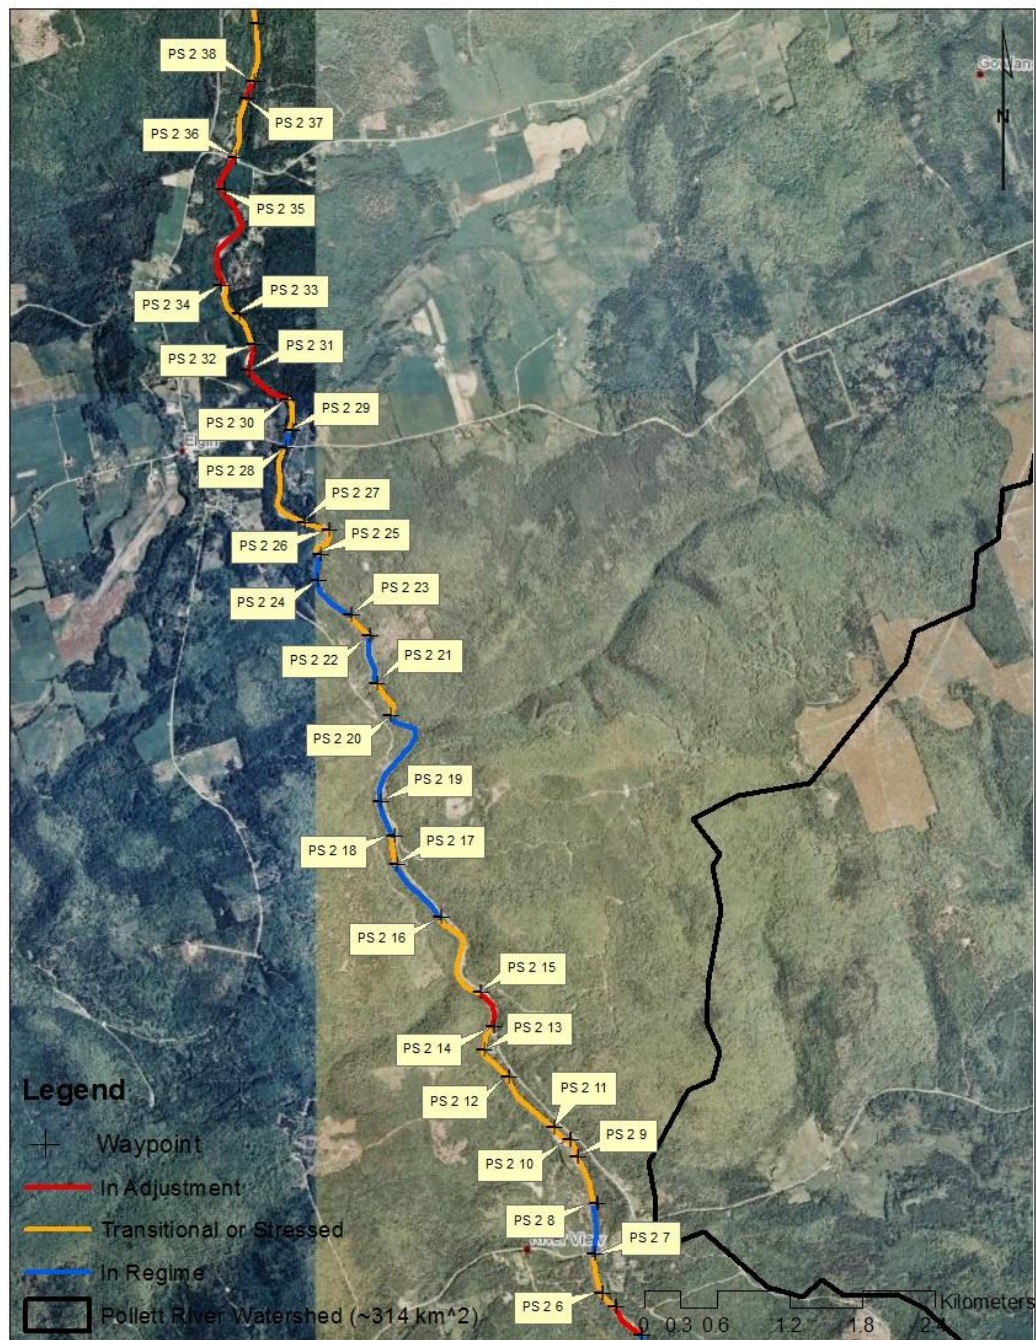 PS 2 38
Gowlan
N
PS 2 37
PS 2 36
PS 2 35
PS 2 33
PS 2 34
PS 2 31
PS 2 32
PS 2 29
PS 2 30
Elgin
PS 2 28
PS 2 27
PS 2 25
PS 2 26
PS 2 23
PS 2 24
PS 2 21
PS 2 22
PS 2 20
PS 2 19
PS 2 17
PS 2 18
PS 2 16
PS 2 15
PS 2 13
PS 2 14
PS 2 11
PS 2 12
PS 2 9
PS 2 10
PS 2 8
River View
PS 2 7
PS 2 6
Legend
Waypoint
In Adjustment
Transitional or Stressed
In Regime
Pollett River Watershed (~314 km^2)
Kilometers
0 0.3 0.6 1.2 1.8 2.4